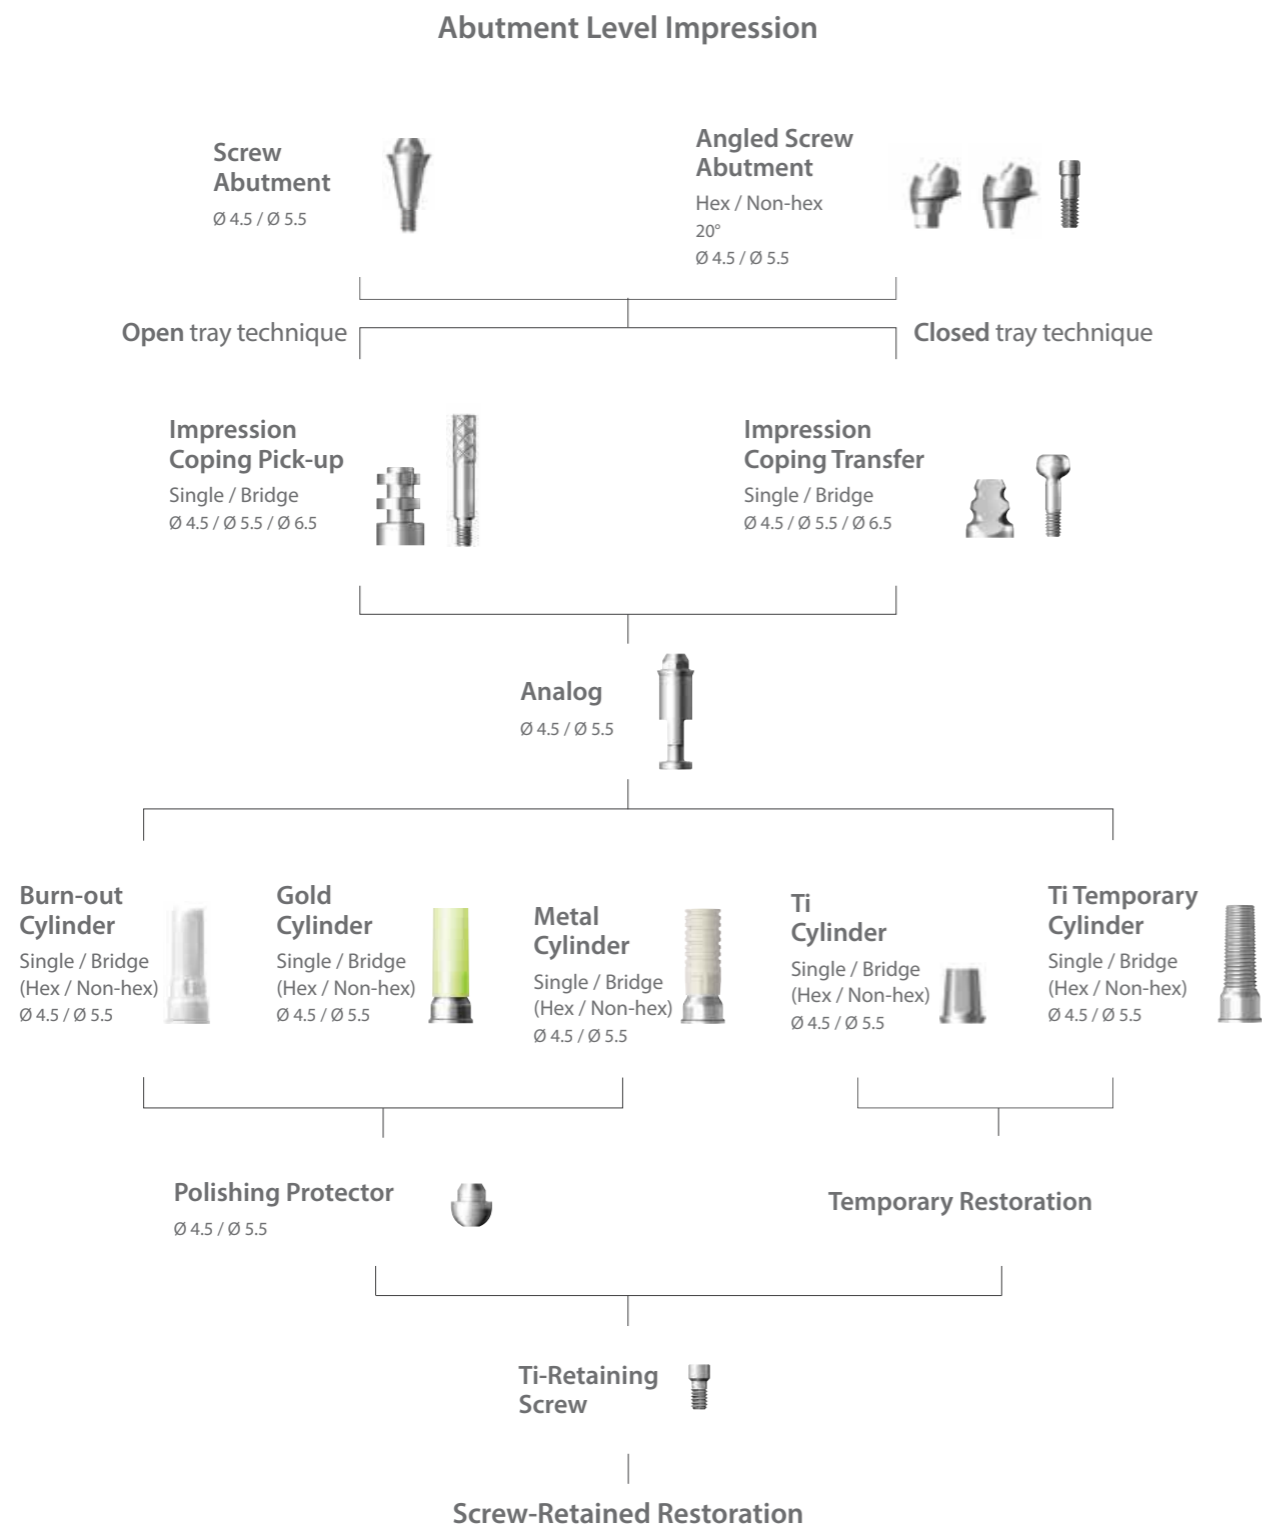 Abutment Level Impression
Screw
Abutment
Ø 4.5 / Ø 5.5
Angled Screw
Abutment
Hex / Non-hex
20°
Ø 4.5 / Ø 5.5
Open tray technique
Closed tray technique
Impression
Coping Pick-up
Single / Bridge
Ø 4.5 / Ø 5.5 / Ø 6.5
Impression
Coping Transfer
Single / Bridge
Ø 4.5 / Ø 5.5 / Ø 6.5
Analog
Ø 4.5 / Ø 5.5
Burn-out
Cylinder
Single / Bridge
(Hex / Non-hex)
Ø 4.5 / Ø 5.5
Gold
Cylinder
Single / Bridge
(Hex / Non-hex)
Ø 4.5 / Ø 5.5
Metal
Cylinder
Single / Bridge
(Hex / Non-hex)
Ø 4.5 / Ø 5.5
Ti
Cylinder
Single / Bridge
(Hex / Non-hex)
Ø 4.5 / Ø 5.5
Ti Temporary
Cylinder
Single / Bridge
(Hex / Non-hex)
Ø 4.5 / Ø 5.5
Polishing Protector
Ø 4.5 / Ø 5.5
Temporary Restoration
Ti-Retaining
Screw
Screw-Retained Restoration